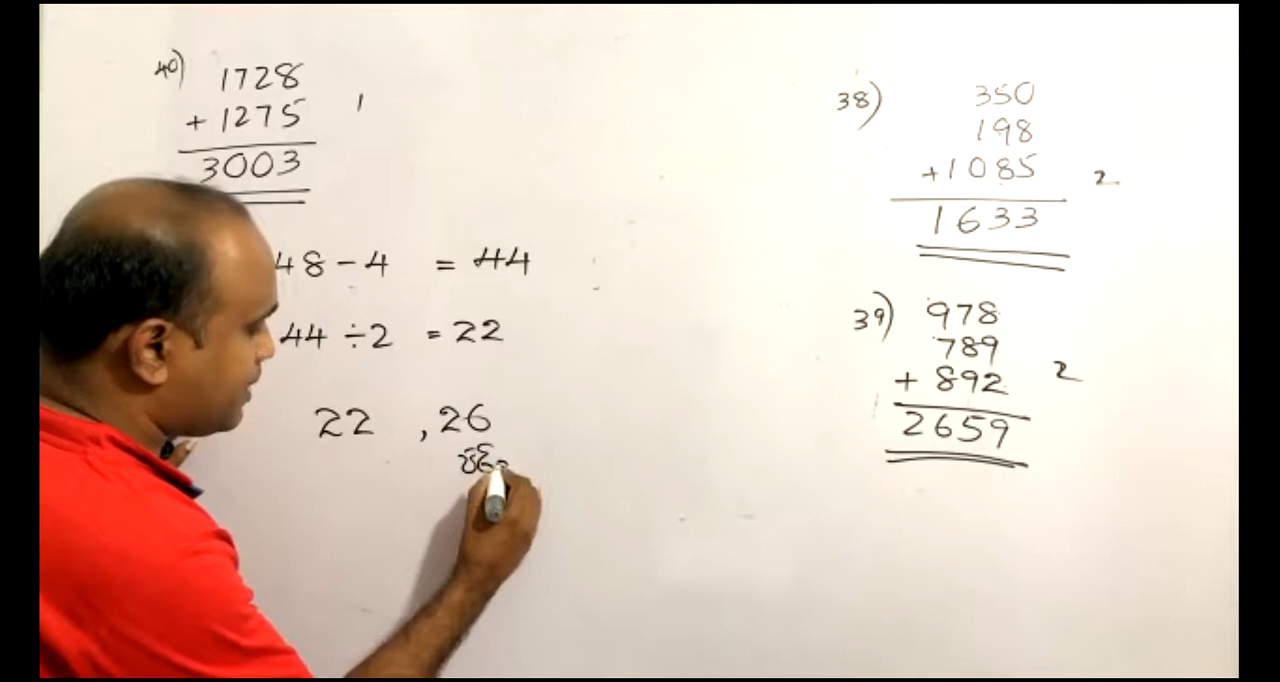 40) 1728
+ 1275 1
3003
48 - 4 = 44
44 ÷ 2 = 22
22 , 26
38) 350
198
+ 1085 2
1633
39) 978
789
+ 892 2
2659